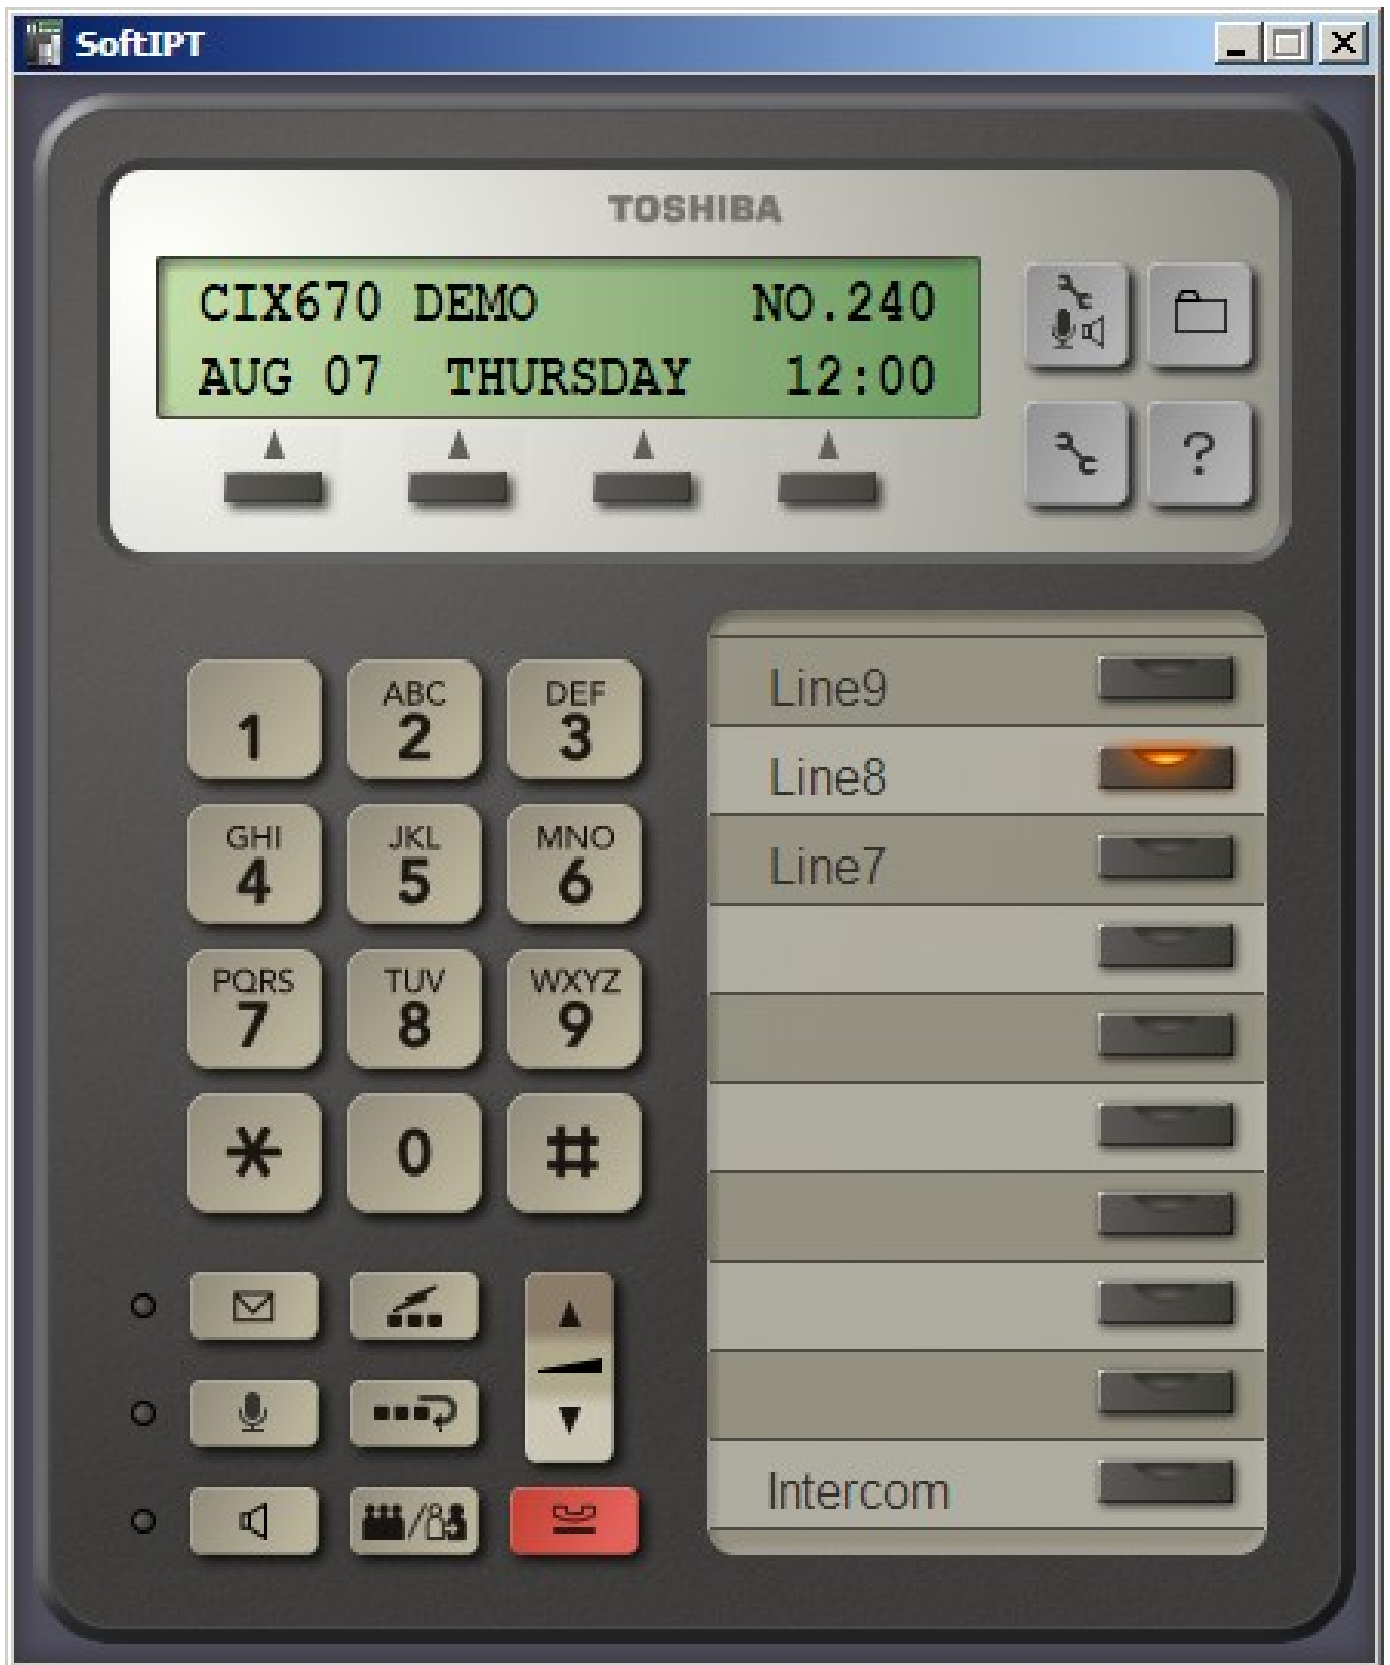 SoftIPT
TOSHIBA
CIX670 DEMO NO.240
AUG 07 THURSDAY 12:00
?
Line9
Line8
Line7
Intercom
1
ABC
2
DEF
3
GHI
4
JKL
5
MNO
6
PQRS
7
TUV
8
WXYZ
9
*
0
#
/